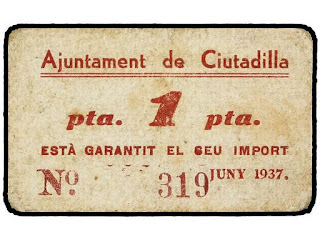 Ajuntament de Ciutadilla
pta. 1 pta.
ESTÀ GARANTIT EL SEU IMPORT
Nº 319 JUNY 1937.